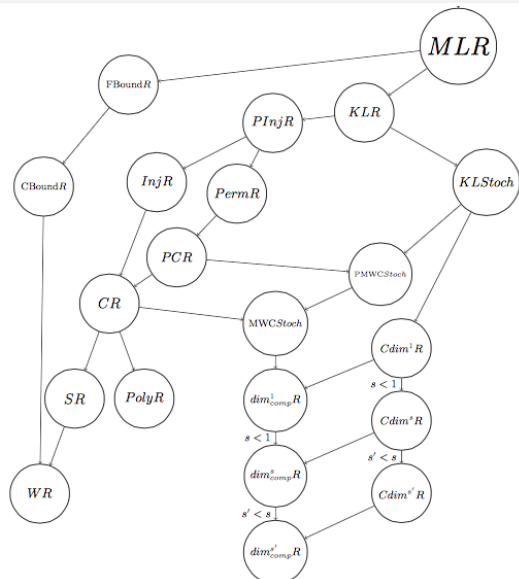 MLR
FBoundR
KLR
PInjR
InjR
PermR
CBoundR
KLStoch
PCR
PMWCStoch
CR
MWCStoch
Cdim¹R
s < 1
SR
PolyR
dim¹compR
CdimˢR
s < 1
s' < s
dimˢcompR
WR
Cdimˢ'R
s' < s
dimˢ'compR